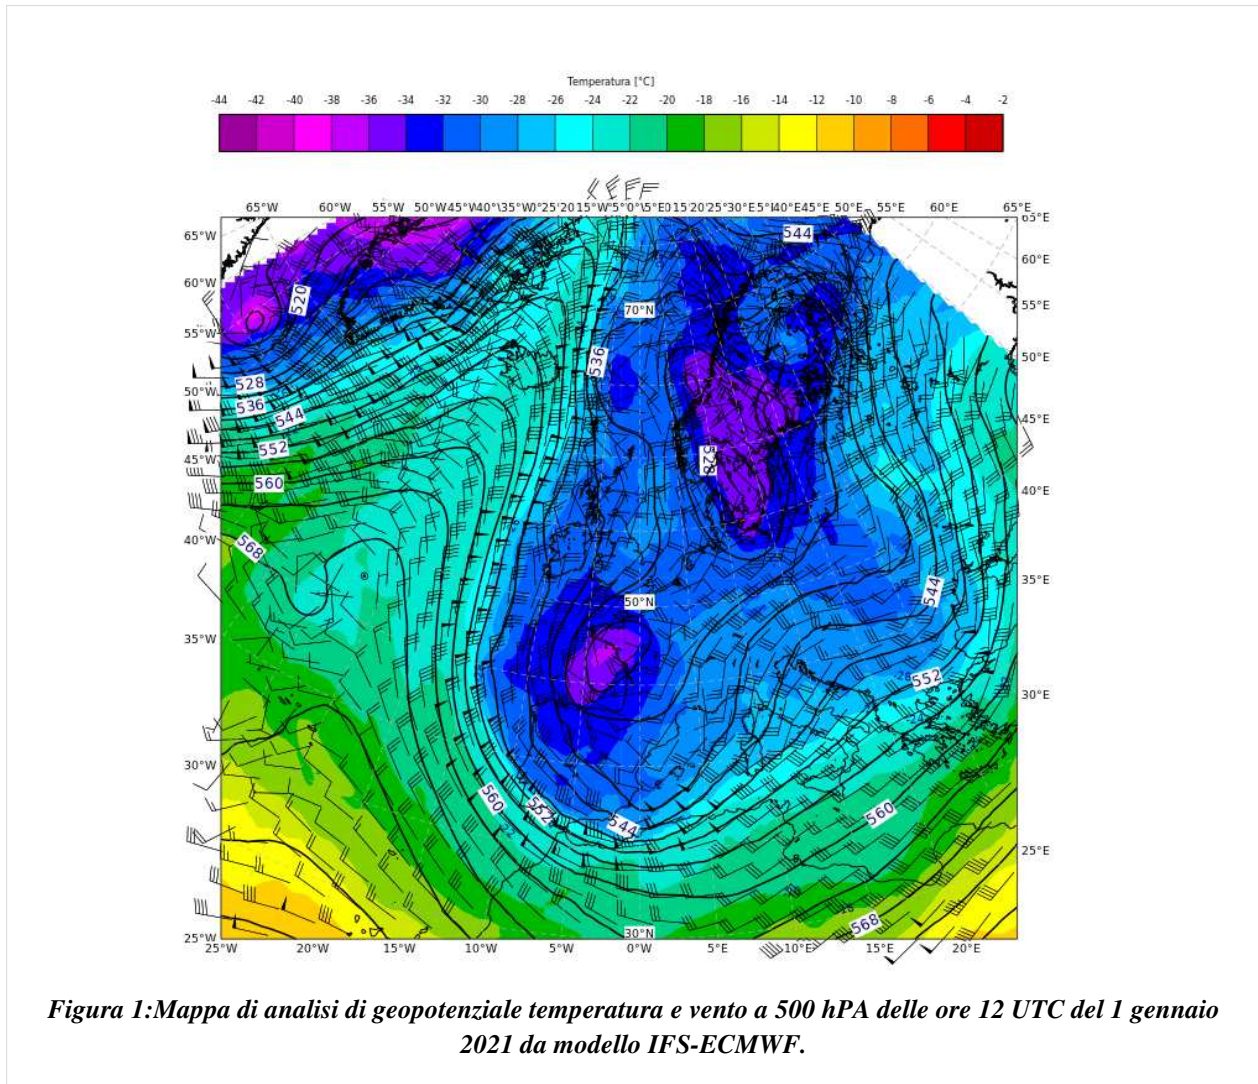 Temperatura [°C]
-44 -42 -40 -38 -36 -34 -32 -30 -28 -26 -24 -22 -20 -18 -16 -14 -12 -10 -8 -6 -4 -2
65°W 60°W 55°W 50°W 45°W 40° 35°W 5°E 55°E 60°E 65°E
65°W 544 65°E
60°W 520 60°E
55°W 70°N 55°E
536 50°E
50°W 528
536 544 45°E
45°W 552 528
560 40°E
40°W 568
544 35°E
50°N
35°W
552 30°E
30°W
560 552 544 560
25°E
568
25°W 30°N
25°W 20°W 15°W 10°W 5°W 0°W 5°E 10°E 15°E 20°E
Figura 1:Mappa di analisi di geopotenziale temperatura e vento a 500 hPA delle ore 12 UTC del 1 gennaio
2021 da modello IFS-ECMWF.